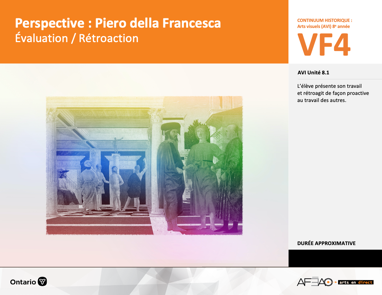 Perspective : Piero della Francesca
Évaluation / Rétroaction
CONTINUUM HISTORIQUE :
Arts visuels (AVI) 8e année
VF4
AVI Unité 8.1
L'élève présente son travail
et rétroagit de façon proactive
au travail des autres.
DURÉE APPROXIMATIVE
Ontario
AFEAO
arts en direct